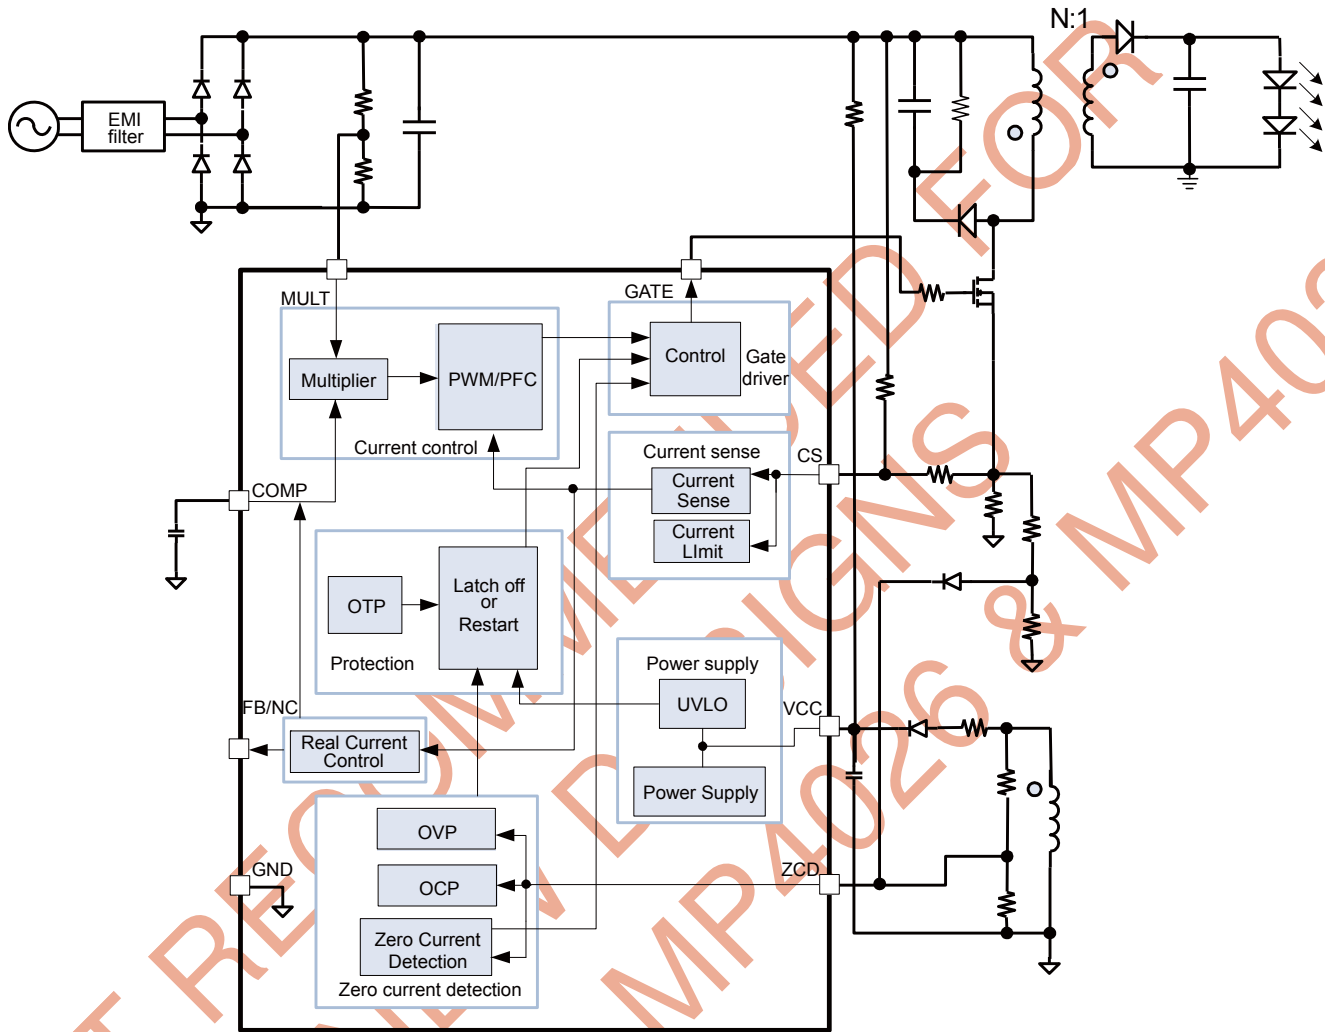 N:1
EMI
filter
MULT
GATE
Multiplier
PWM/PFC
Control
Gate
driver
Current control
Current sense
CS
COMP
Current
Sense
Current
LImit
OTP
Latch off
or
Restart
Protection
Power supply
UVLO
VCC
FB/NC
Real Current
Control
Power Supply
OVP
GND
ZCD
OCP
Zero Current
Detection
Zero current detection
T RECOMMENDED FOR
NEW DESIGNS
MP4026 & MP402